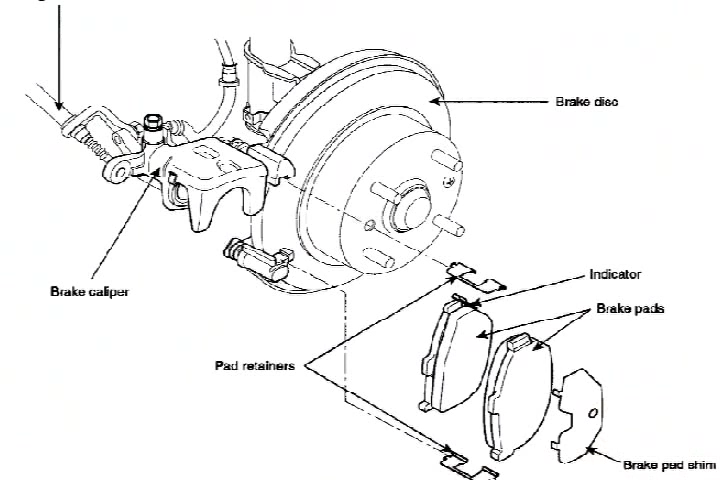 Brake disc
Brake caliper
Indicator
Brake pads
Pad retainers
Brake pad shim